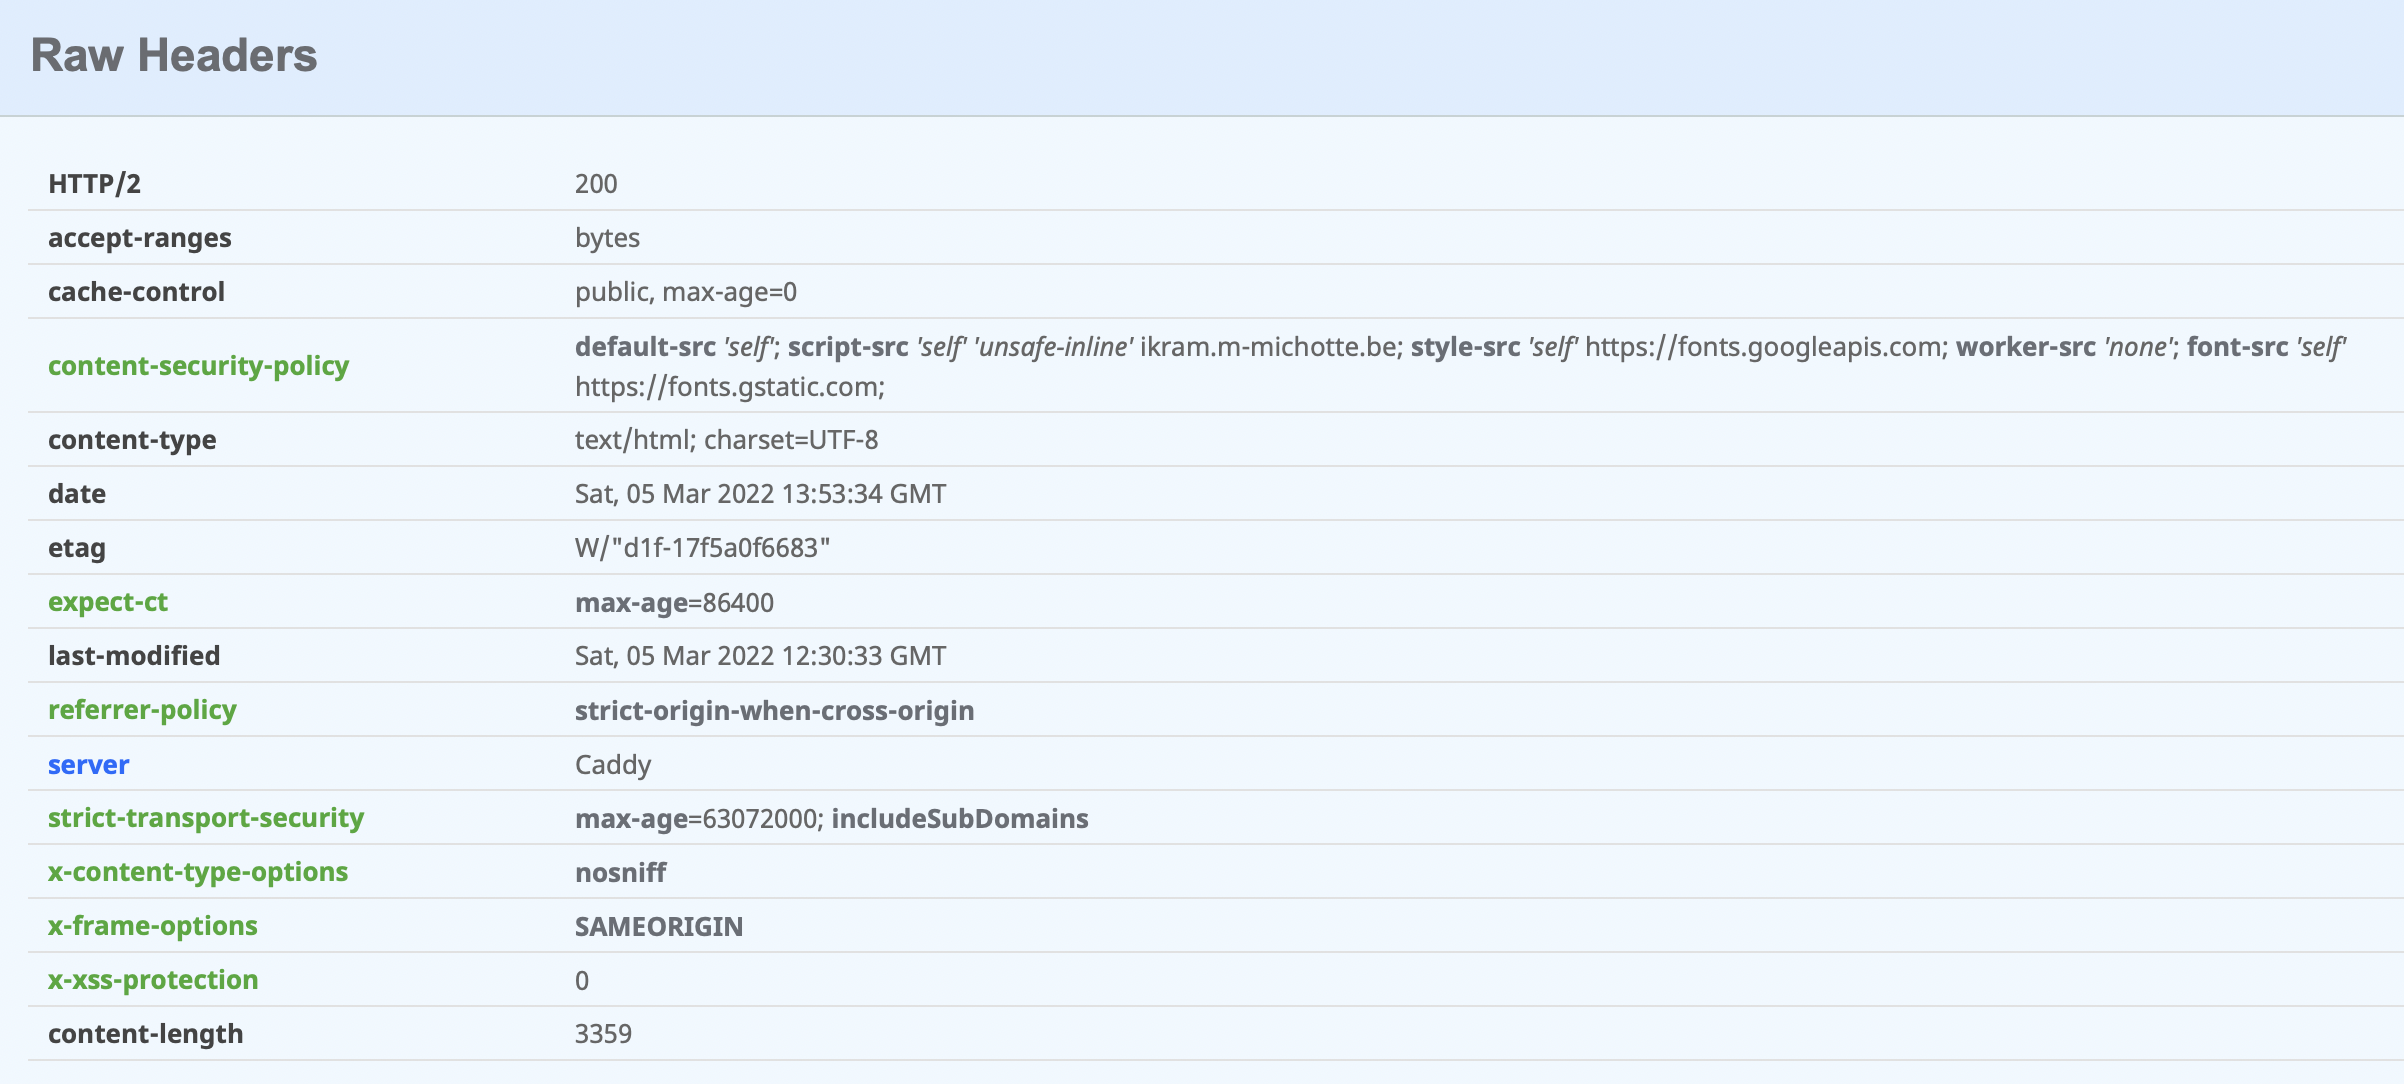 Raw Headers
HTTP/2 200
accept-ranges bytes
cache-control public, max-age=0
content-security-policy default-src 'self'; script-src 'self' 'unsafe-inline' ikram.m-michotte.be; style-src 'self' https://fonts.googleapis.com; worker-src 'none'; font-src 'self'
https://fonts.gstatic.com;
content-type text/html; charset=UTF-8
date Sat, 05 Mar 2022 13:53:34 GMT
etag W/"d1f-17f5a0f6683"
expect-ct max-age=86400
last-modified Sat, 05 Mar 2022 12:30:33 GMT
referrer-policy strict-origin-when-cross-origin
server Caddy
strict-transport-security max-age=63072000; includeSubDomains
x-content-type-options nosniff
x-frame-options SAMEORIGIN
x-xss-protection 0
content-length 3359